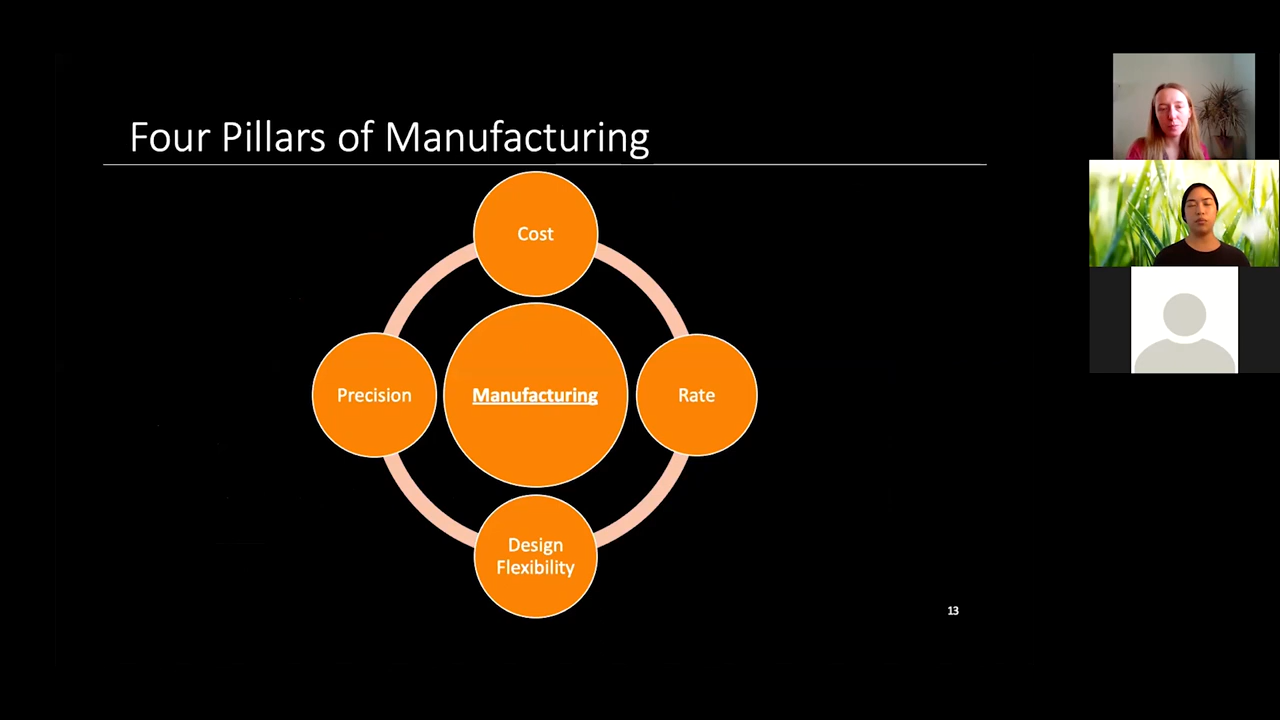 Four Pillars of Manufacturing
Cost
Precision
Manufacturing
Rate
Design
Flexibility
13